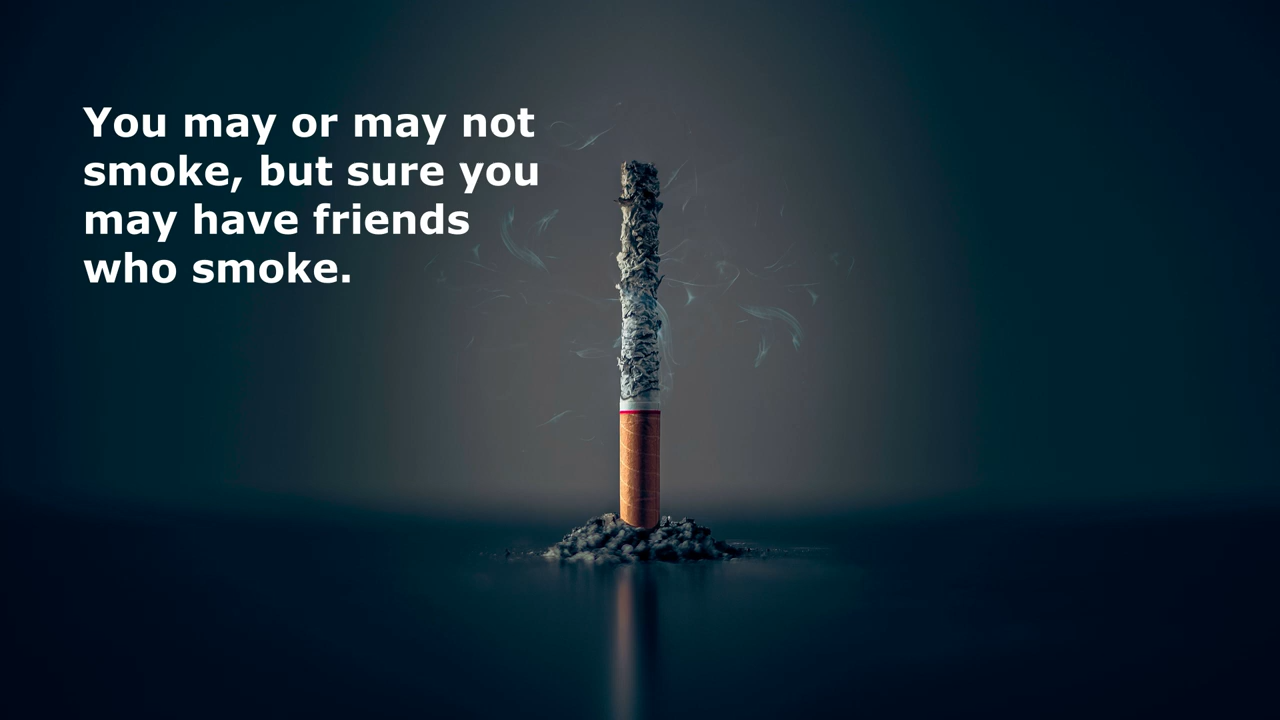 You may or may not
smoke, but sure you
may have friends
who smoke.